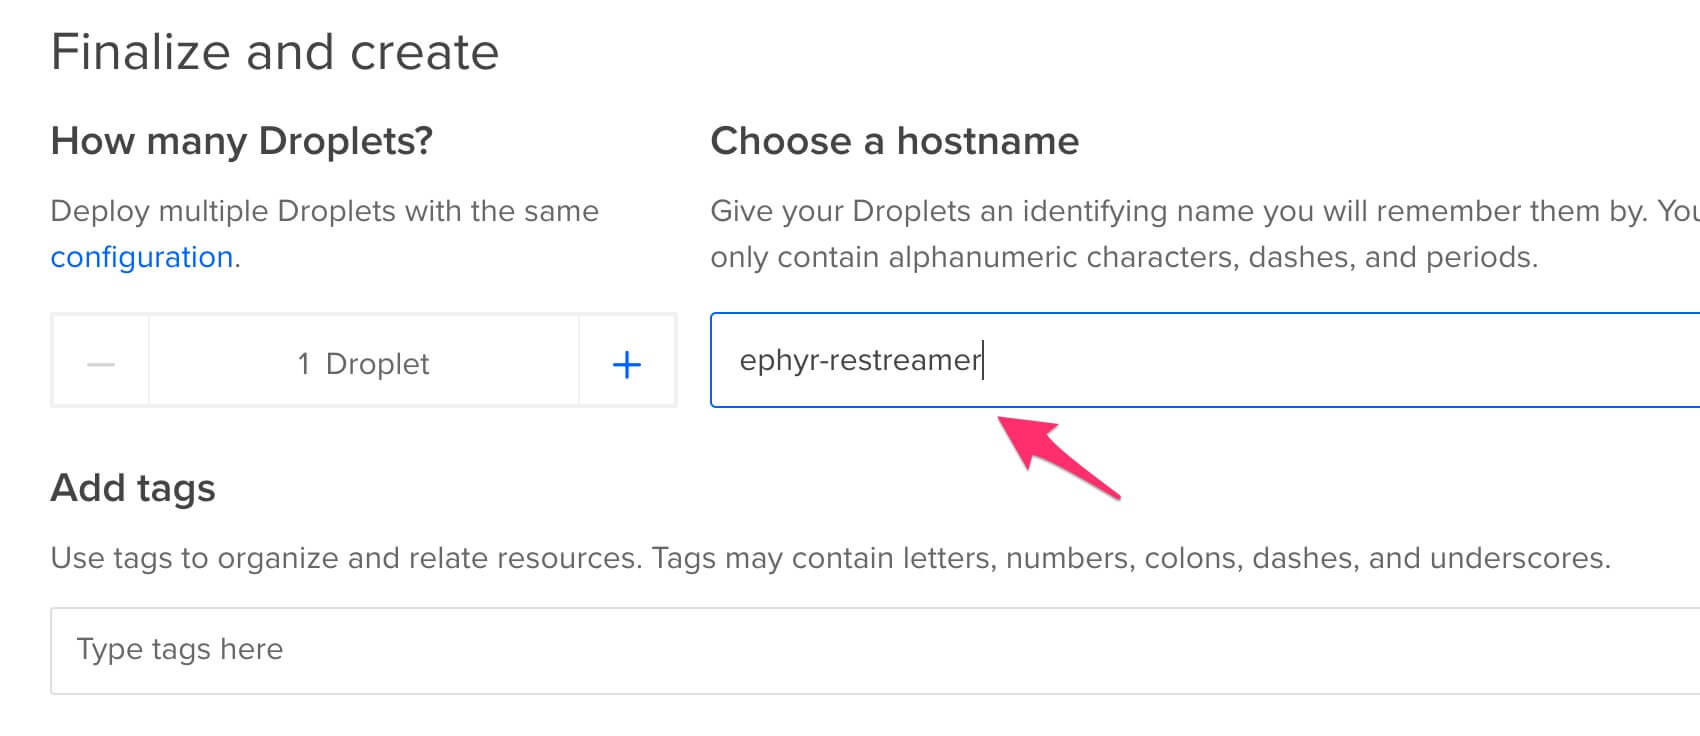 Finalize and create
How many Droplets?
Deploy multiple Droplets with the same
configuration.
1 Droplet
Choose a hostname
Give your Droplets an identifying name you will remember them by.
only contain alphanumeric characters, dashes, and periods.
ephyr-restreamer
Add tags
Use tags to organize and relate resources. Tags may contain letters, numbers, colons, dashes, and underscores.
Type tags here